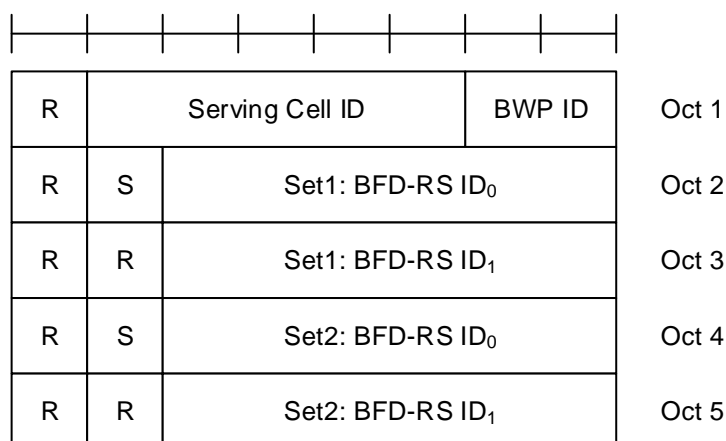 R Serving Cell ID BWP ID Oct 1
R S Set1: BFD-RS ID₀ Oct 2
R R Set1: BFD-RS ID₁ Oct 3
R S Set2: BFD-RS ID₀ Oct 4
R R Set2: BFD-RS ID₁ Oct 5